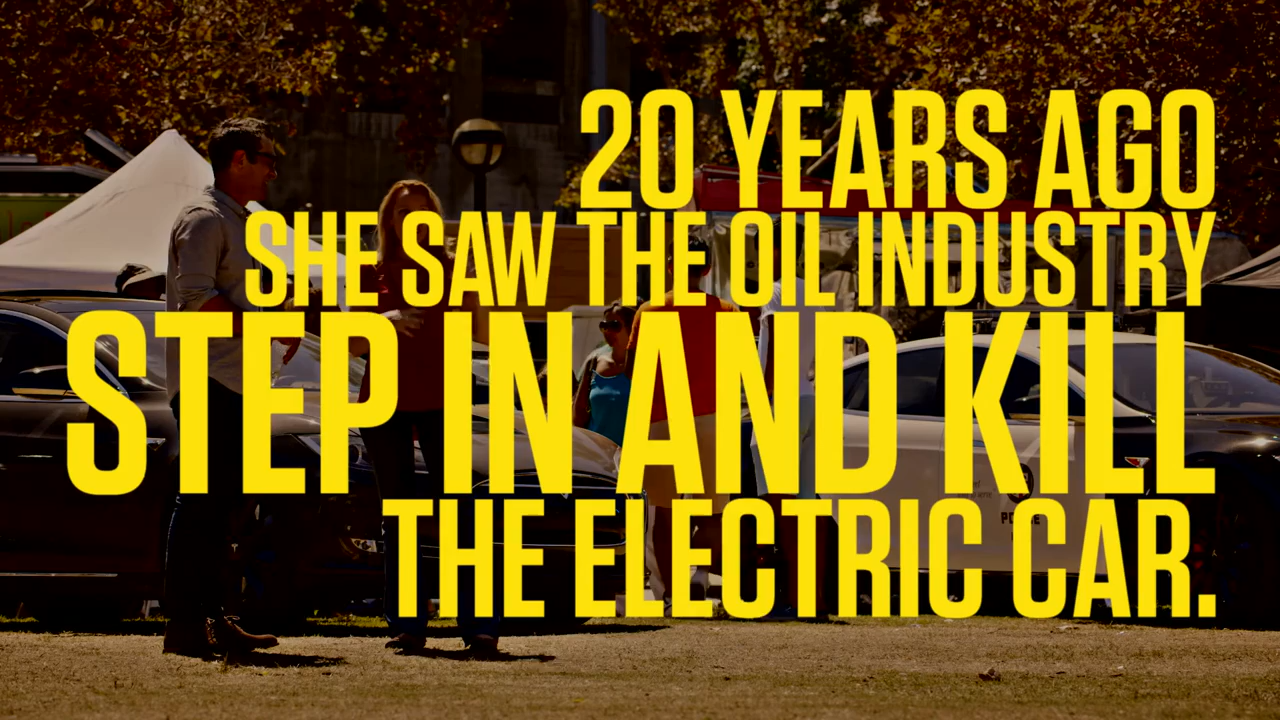 20 YEARS AGO
SHE SAW THE OIL INDUSTRY
STEP IN AND KILL
THE ELECTRIC CAR.